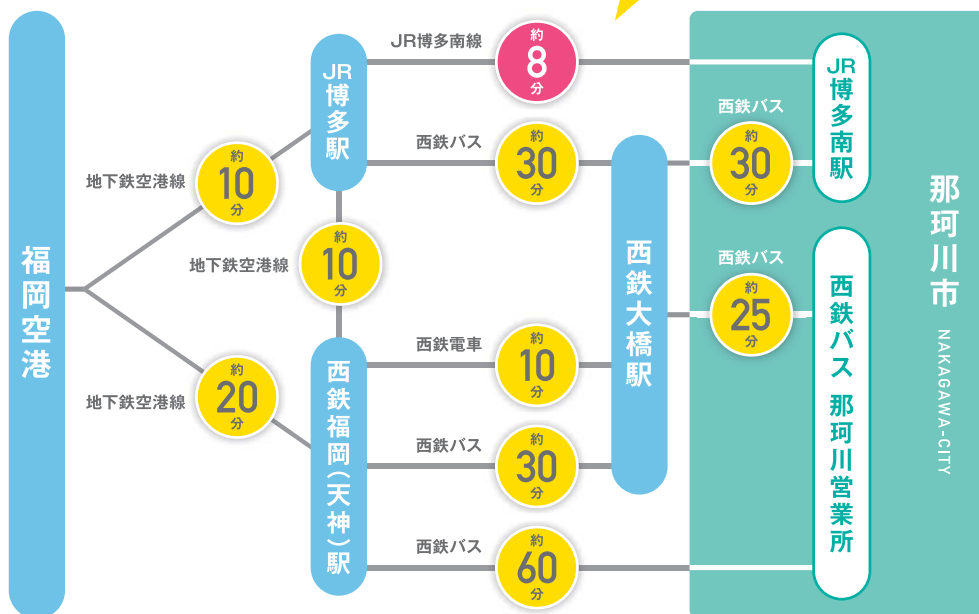 福岡空港
地下鉄空港線
約
10
分
地下鉄空港線
約
20
分
JR
博多駅
地下鉄空港線
約
10
分
西鉄福岡(天神)駅
JR博多南線
約
8
分
西鉄バス
約
30
分
西鉄電車
約
10
分
西鉄バス
約
30
分
西鉄バス
約
60
分
西鉄大橋駅
西鉄バス
約
30
分
西鉄バス
約
25
分
JR
博多南駅
西鉄バス 那珂川営業所
那珂川市 NAKAGAWA-CITY